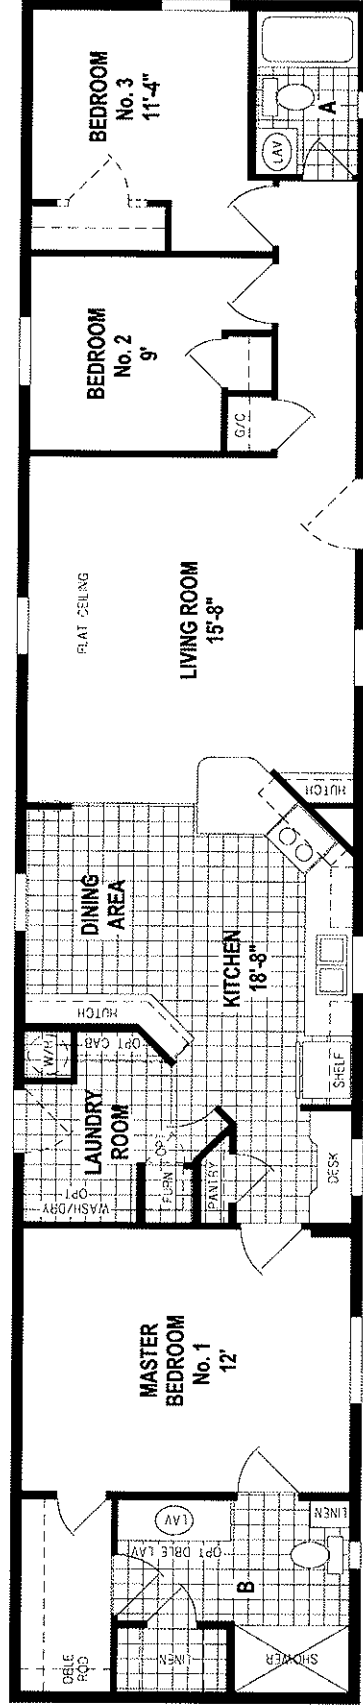 BEDROOM
No. 3
11'-4"
LAV
A
BEDROOM
No. 2
9'
G/C
FLAT CEILING
LIVING ROOM
15'-8"
HUTCH
DINING
AREA
KITCHEN
18'-8"
HUTCH
SHELF
DESK
W/H
OPT CAB
LAUNDRY
ROOM
OPT
WASH/DRY
OPT
FURN
PANTRY
MASTER
BEDROOM
No. 1
12'
LAV
OPT DBLE LAV
LINEN
B
DBLE
ROD
LINEN
SHOWER